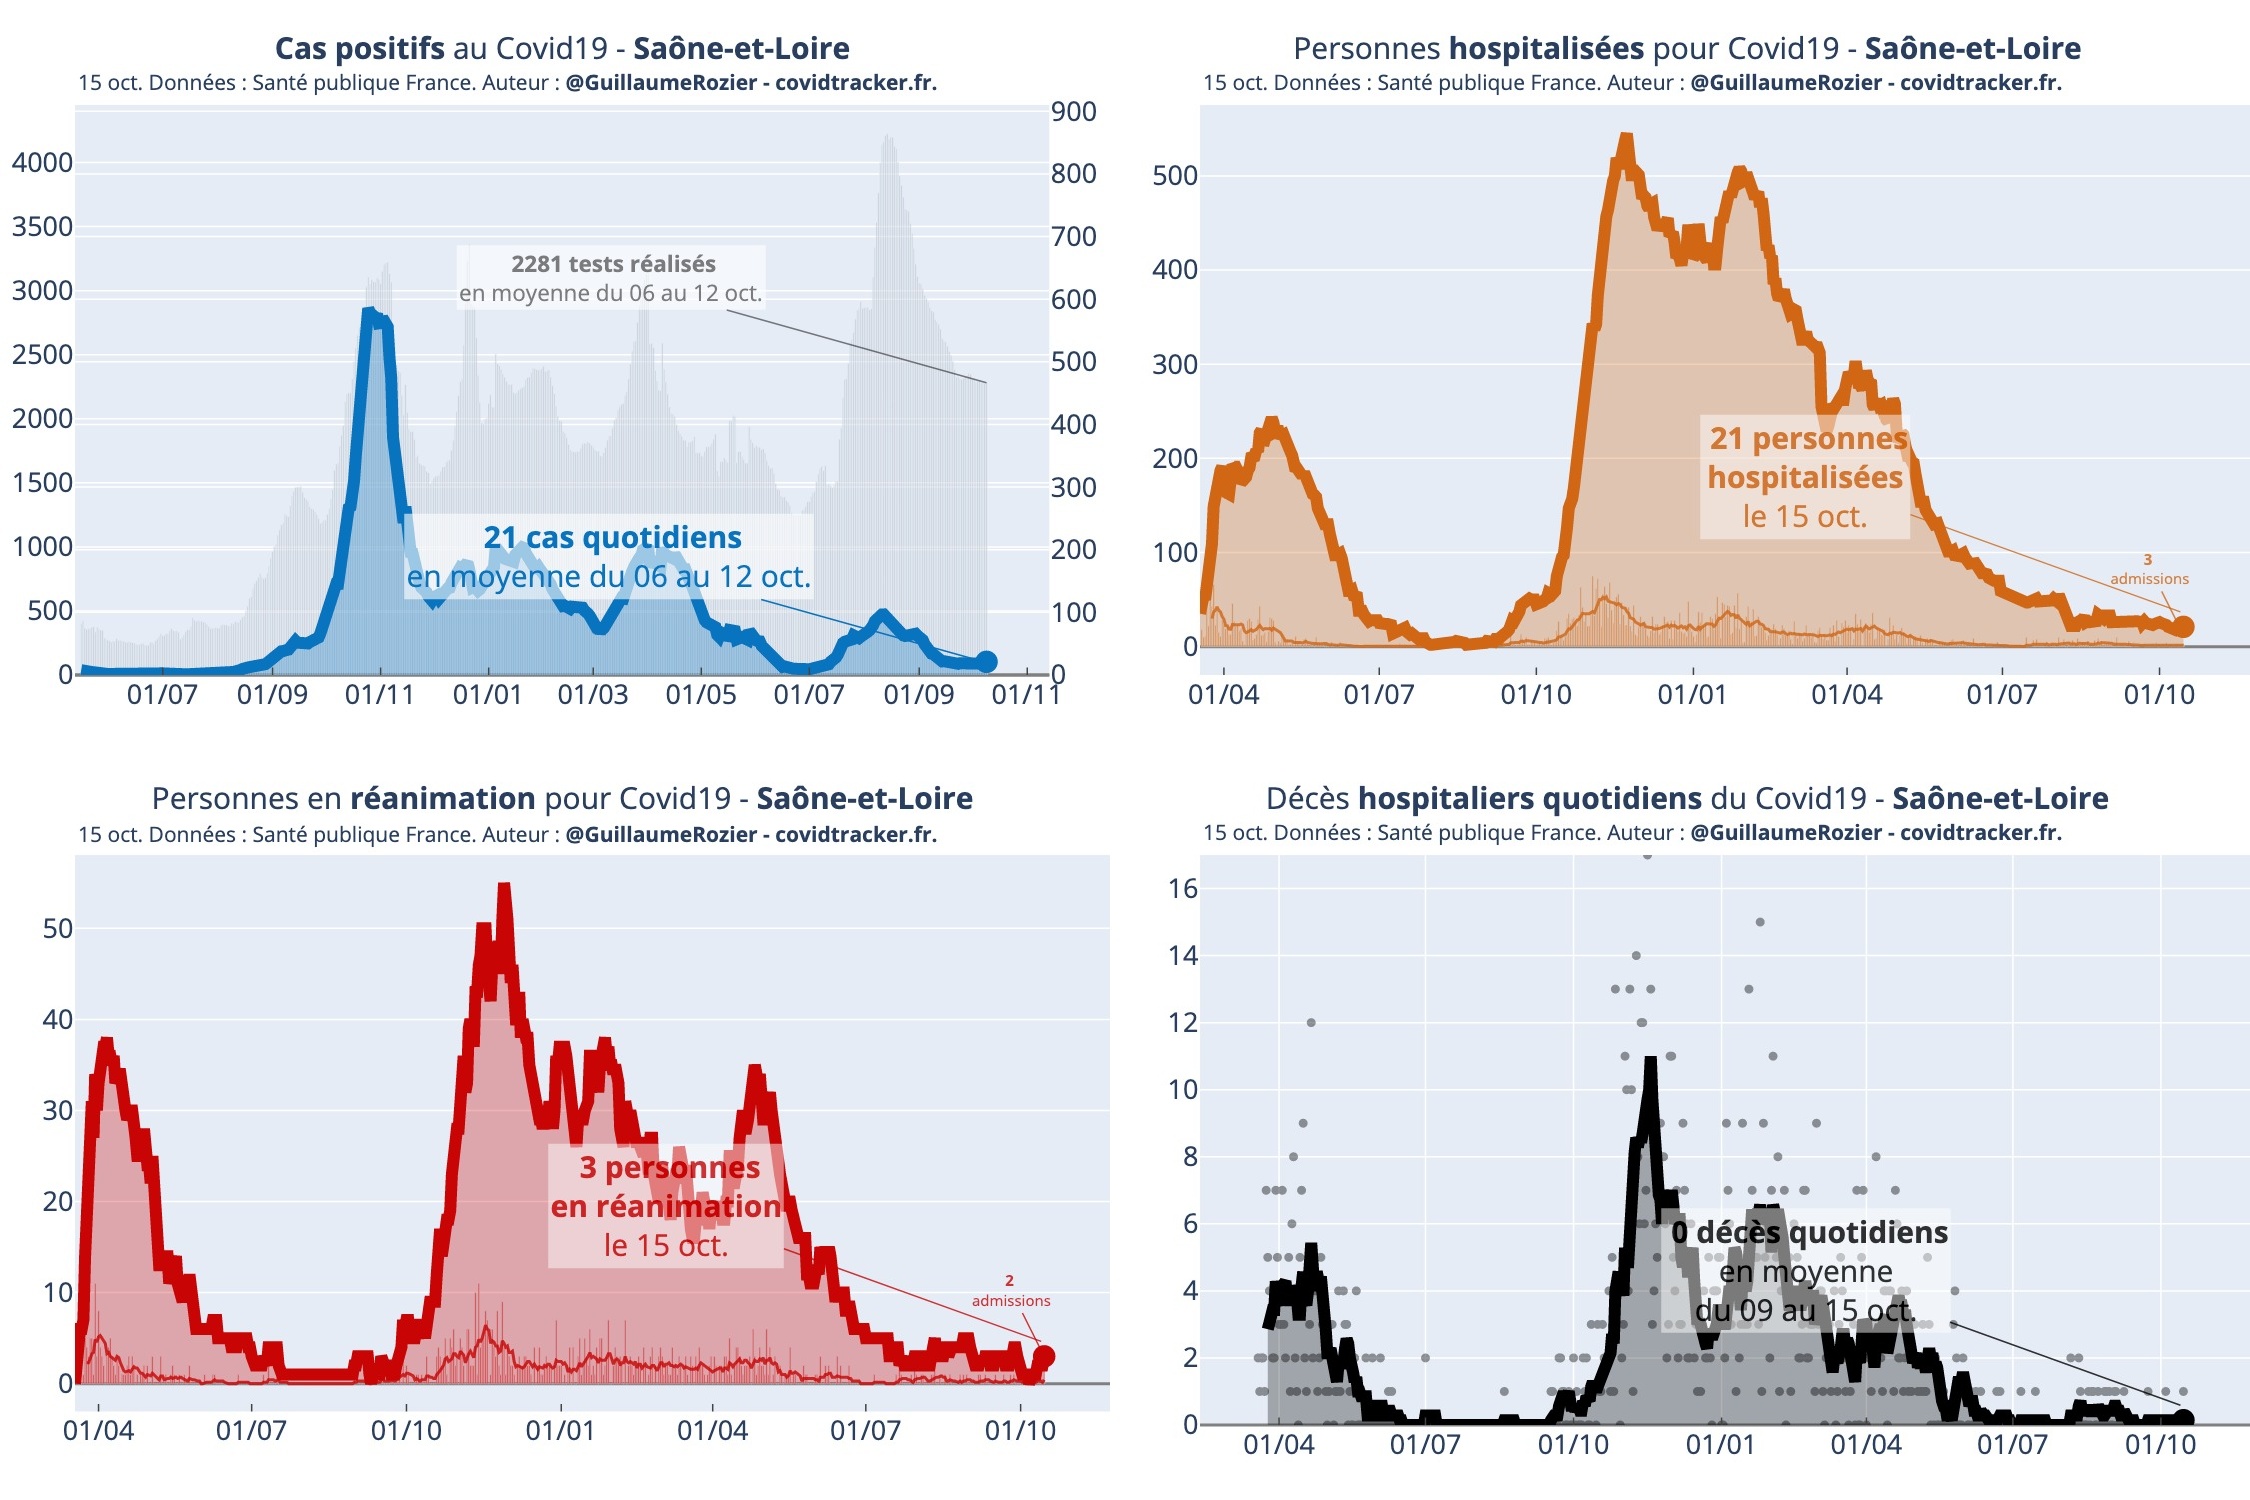 Cas positifs au Covid19 - Saône-et-Loire
15 oct. Données : Santé publique France. Auteur : @GuillaumeRozier - covidtracker.fr.
900
4000
800
3500
700
2281 tests réalisés
en moyenne du 06 au 12 oct.
3000
600
2500
500
2000
400
1500
300
21 cas quotidiens
en moyenne du 06 au 12 oct.
1000
200
500
100
0
0
01/07 01/09 01/11 01/01 01/03 01/05 01/07 01/09 01/11
Personnes hospitalisées pour Covid19 - Saône-et-Loire
15 oct. Données : Santé publique France. Auteur : @GuillaumeRozier - covidtracker.fr.
500
400
300
21 personnes
hospitalisées
le 15 oct.
200
100
3
admissions
0
01/04 01/07 01/10 01/01 01/04 01/07 01/10
Personnes en réanimation pour Covid19 - Saône-et-Loire
15 oct. Données : Santé publique France. Auteur : @GuillaumeRozier - covidtracker.fr.
50
40
30
3 personnes
en réanimation
le 15 oct.
20
2
admissions
10
0
01/04 01/07 01/10 01/01 01/04 01/07 01/10
Décès hospitaliers quotidiens du Covid19 - Saône-et-Loire
15 oct. Données : Santé publique France. Auteur : @GuillaumeRozier - covidtracker.fr.
16
14
12
10
8
6
0 décès quotidiens
en moyenne
du 09 au 15 oct.
4
2
0
01/04 01/07 01/10 01/01 01/04 01/07 01/10